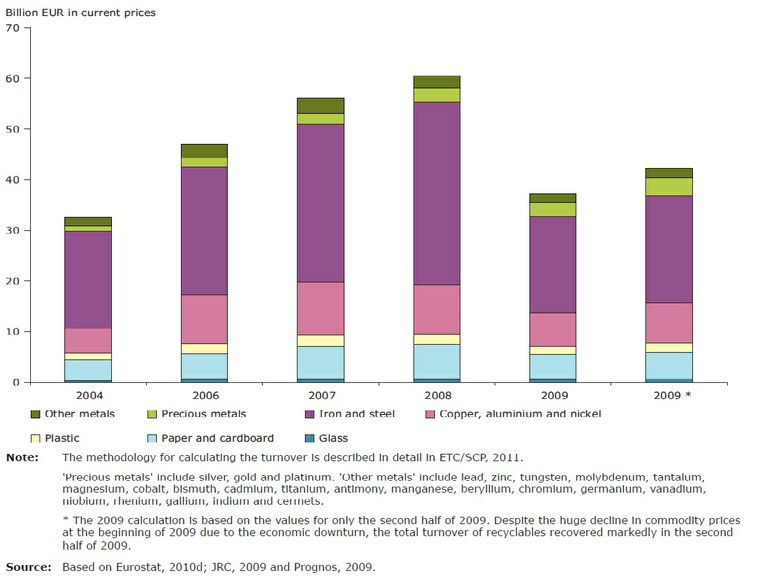 Billion EUR in current prices
70
60
50
40
30
20
10
0
2004 2006 2007 2008 2009 2009 *
Other metals Precious metals Iron and steel Copper, aluminium and nickel
Plastic Paper and cardboard Glass
Note: The methodology for calculating the turnover is described in detail in ETC/SCP, 2011.
'Precious metals' include silver, gold and platinum. 'Other metals' include lead, zinc, tungsten, molybdenum, tantalum,
magnesium, cobalt, bismuth, cadmium, titanium, antimony, manganese, beryllium, chromium, germanium, vanadium,
niobium, rhenium, gallium, indium and cermets.
* The 2009 calculation is based on the values for only the second half of 2009. Despite the huge decline in commodity prices
at the beginning of 2009 due to the economic downturn, the total turnover of recyclables recovered markedly in the second
half of 2009.
Source: Based on Eurostat, 2010d; JRC, 2009 and Prognos, 2009.